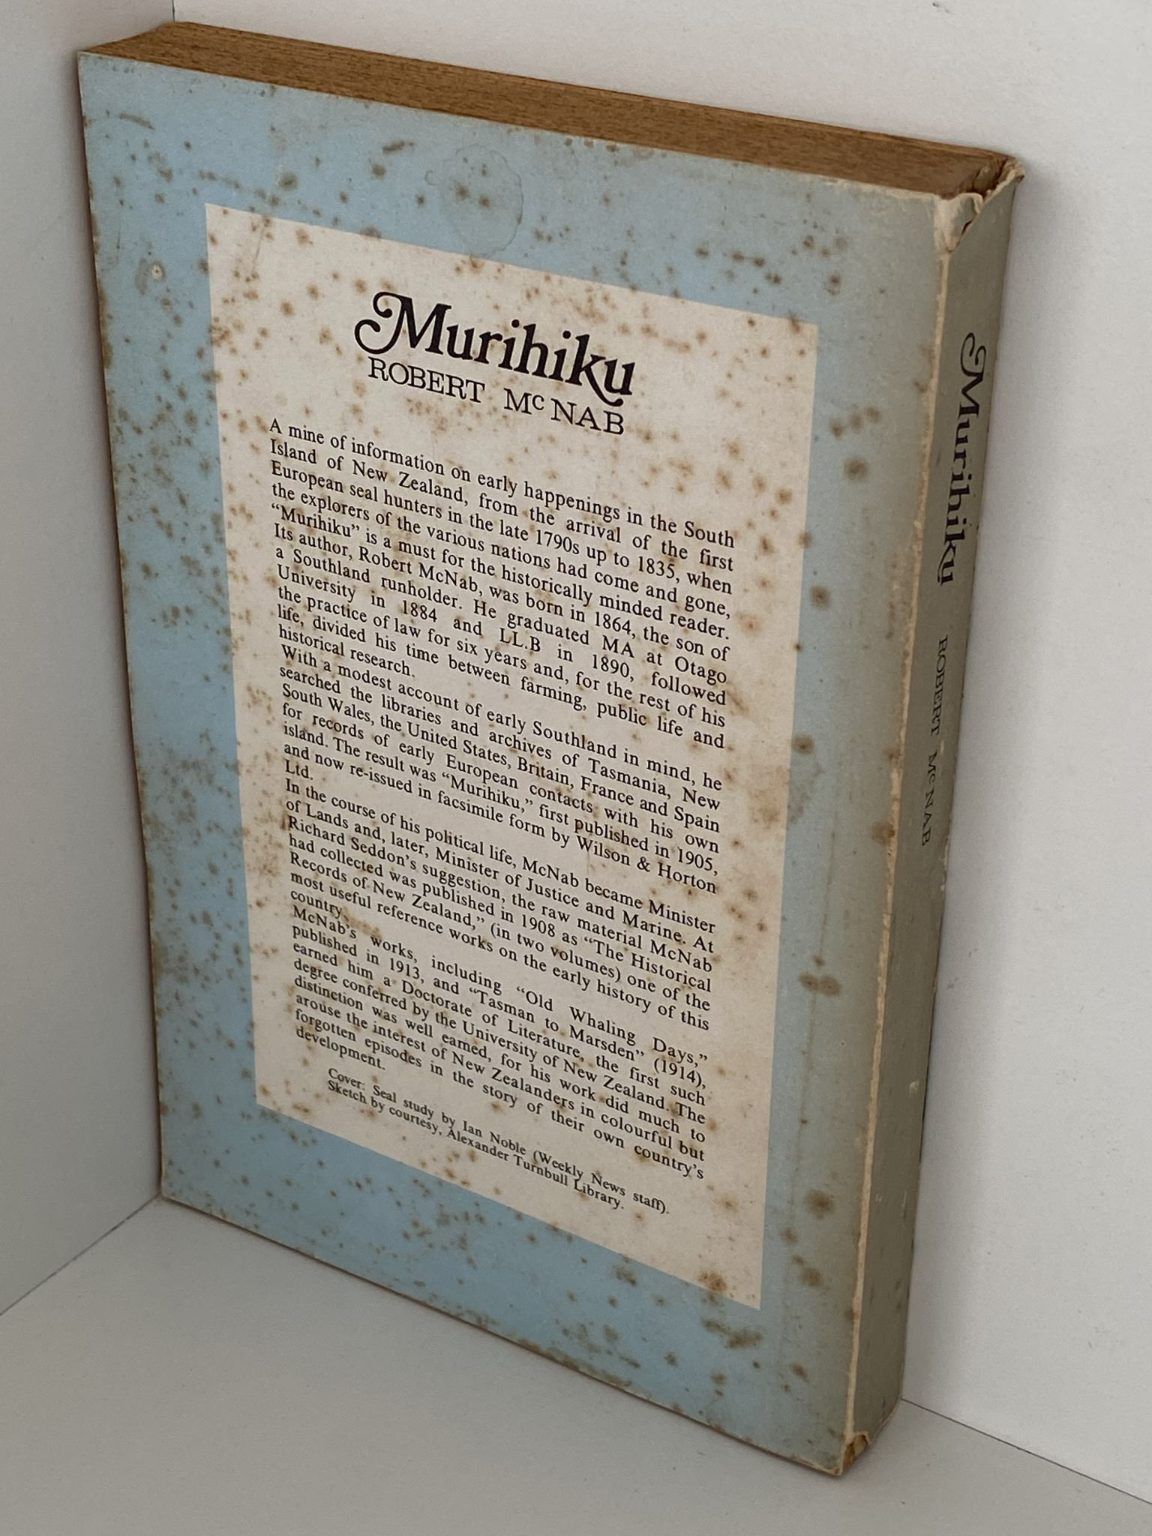 Murihiku
ROBERT Mc NAB
A mine of information on early happenings in the South
Island of New Zealand, from the arrival of the first
European seal hunters in the late 1790s up to 1835, when
the explorers of the various nations had come and gone,
“Murihiku” is a must for the historically minded reader.
Its author, Robert McNab, was born in 1864, the son of
a Southland runholder. He graduated MA at Otago
University in 1884 and LL.B in 1890, followed
the practice of law for six years and, for the rest of his
life, divided his time between farming, public life and
historical research.
With a modest account of early Southland in mind, he
searched the libraries and archives of Tasmania, New
South Wales, the United States, Britain, France and Spain
for records of early European contacts with his own
island. The result was “Murihiku,” first published in 1905,
and now re-issued in facsimile form by Wilson & Horton
Ltd.
In the course of his political life, McNab became Minister
of Lands and, later, Minister of Justice and Marine. At
Richard Seddon’s suggestion, the raw material McNab
had collected was published in 1908 as “The Historical
Records of New Zealand,” (in two volumes) one of the
most useful reference works on the early history of this
country.
McNab’s works, including “Old Whaling Days,”
published in 1913, and “Tasman to Marsden” (1914),
earned him a Doctorate of Literature, the first such
degree conferred by the University of New Zealand. The
distinction was well earned, for his work did much to
arouse the interest of New Zealanders in colourful but
forgotten episodes in the story of their own country’s
development.
Cover: Seal study by Ian Noble (Weekly News staff).
Sketch by courtesy, Alexander Turnbull Library.
Murihiku
ROBERT Mc NAB